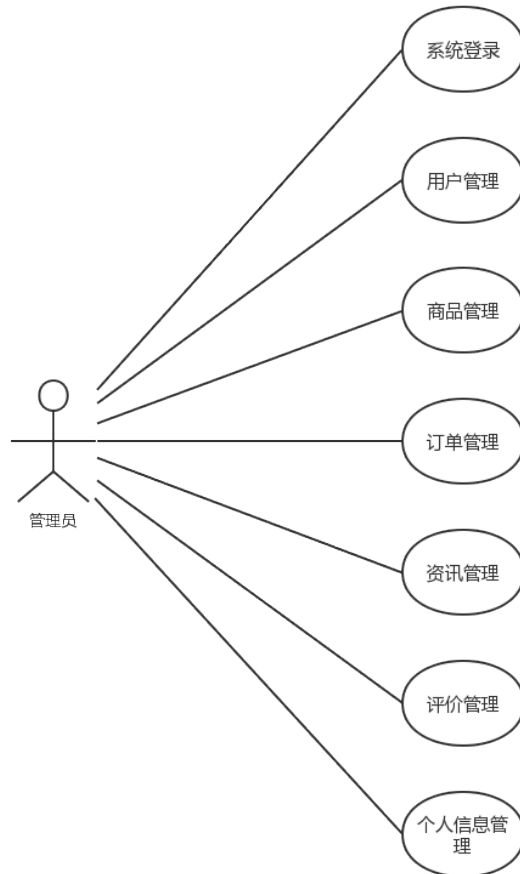 系统登录
用户管理
商品管理
订单管理
管理员
资讯管理
评价管理
个人信息管
理